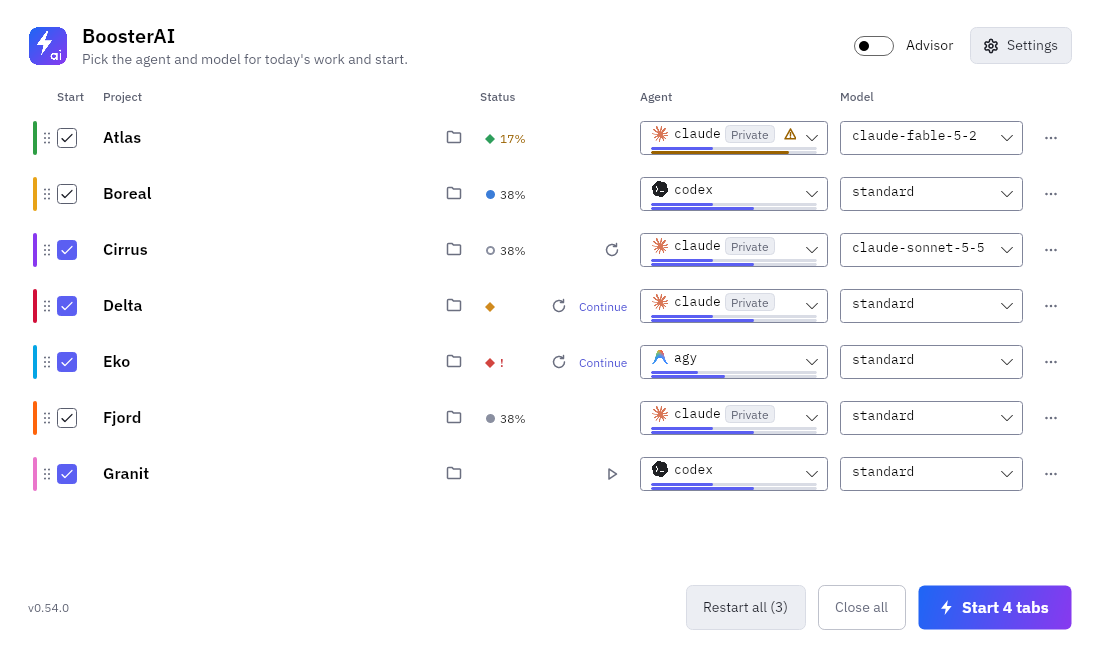 ai
BoosterAI
Pick the agent and model for today's work and start.
Advisor
Settings
Start Project Status Agent Model
Atlas 17% claude Private claude-fable-5-2
Boreal 38% codex standard
Cirrus 38% claude Private claude-sonnet-5-5
Delta Continue claude Private standard
Eko ! Continue agy standard
Fjord 38% claude Private standard
Granit codex standard
v0.54.0 Restart all (3) Close all Start 4 tabs